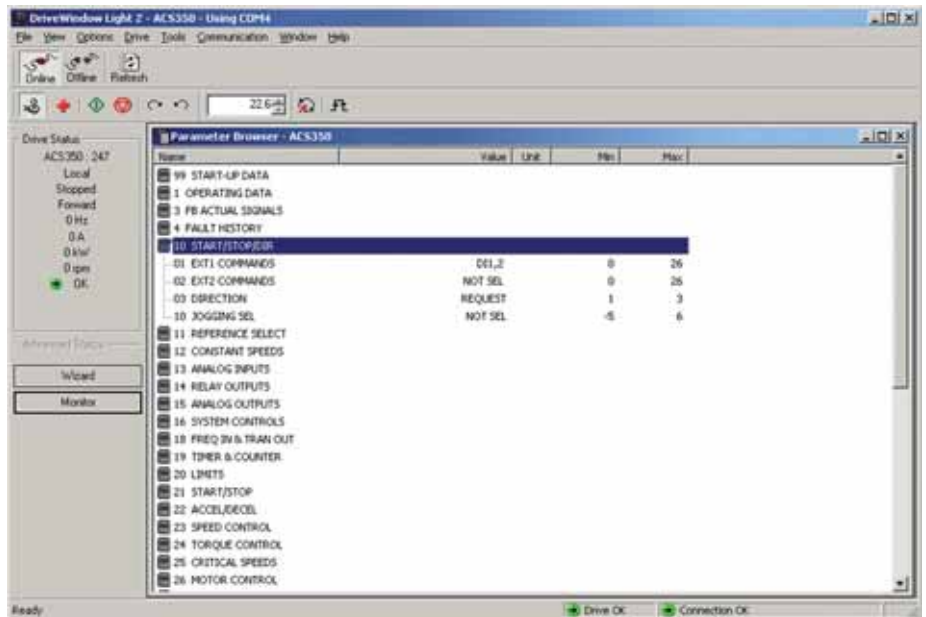 DriveWindow Light 2 - ACS350 - Using COM4
File View Options Drive Tools Communication Window Help
Online Offline Refresh
22.6
Drive Status
ACS350 : 247
Local
Stopped
Forward
0 Hz
0 A
0 kW
0 rpm
OK
Advanced Status
Wizard
Monitor
Parameter Browser - ACS350
Name Value Unit Min Max
99 START-UP DATA
1 OPERATING DATA
3 FB ACTUAL SIGNALS
4 FAULT HISTORY
10 START/STOP/DIR
01 EXT1 COMMANDS DI1,2 0 26
02 EXT2 COMMANDS NOT SEL 0 26
03 DIRECTION REQUEST 1 3
10 JOGGING SEL NOT SEL -5 6
11 REFERENCE SELECT
12 CONSTANT SPEEDS
13 ANALOG INPUTS
14 RELAY OUTPUTS
15 ANALOG OUTPUTS
16 SYSTEM CONTROLS
18 FREQ IN & TRAN OUT
19 TIMER & COUNTER
20 LIMITS
21 START/STOP
22 ACCEL/DECEL
23 SPEED CONTROL
24 TORQUE CONTROL
25 CRITICAL SPEEDS
26 MOTOR CONTROL
Ready Drive OK Connection OK